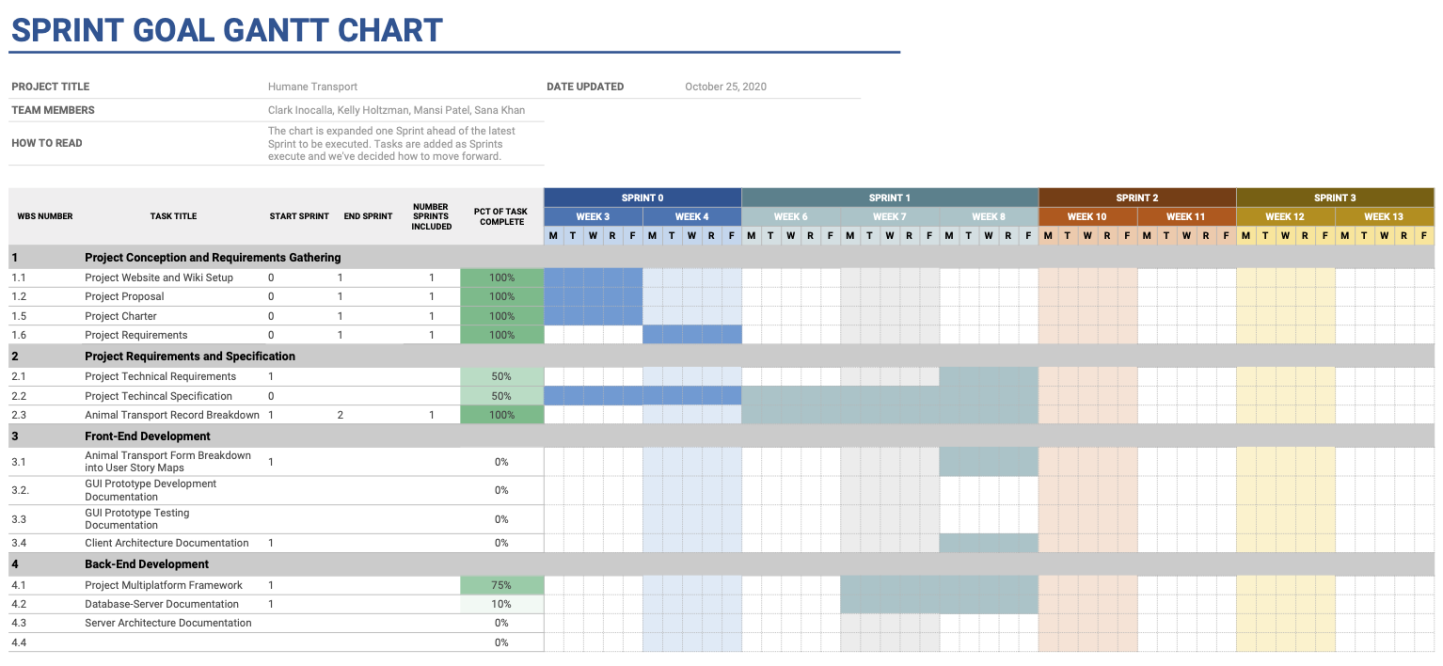 SPRINT GOAL GANTT CHART
PROJECT TITLE Humane Transport DATE UPDATED October 25, 2020
TEAM MEMBERS Clark Inocalla, Kelly Holtzman, Mansi Patel, Sana Khan
HOW TO READ
The chart is expanded one Sprint ahead of the latest
Sprint to be executed. Tasks are added as Sprints
execute and we've decided how to move forward.
WBS NUMBER TASK TITLE START SPRINT END SPRINT
NUMBER
SPRINTS
INCLUDED
PCT OF TASK
COMPLETE
SPRINT 0 SPRINT 1 SPRINT 2 SPRINT 3
WEEK 3 WEEK 4 WEEK 6 WEEK 7 WEEK 8 WEEK 10 WEEK 11 WEEK 12 WEEK 13
M T W R F M T W R F M T W R F M T W R F M T W R F M T W R F M T W R F M T W R F M T W R F
1 Project Conception and Requirements Gathering
1.1 Project Website and Wiki Setup 0 1 1 100%
1.2 Project Proposal 0 1 1 100%
1.5 Project Charter 0 1 1 100%
1.6 Project Requirements 0 1 1 100%
2 Project Requirements and Specification
2.1 Project Technical Requirements 1 50%
2.2 Project Techincal Specification 0 50%
2.3 Animal Transport Record Breakdown 1 2 1 100%
3 Front-End Development
3.1 Animal Transport Form Breakdown
into User Story Maps 1 0%
3.2. GUI Prototype Development
Documentation 0%
3.3 GUI Prototype Testing
Documentation 0%
3.4 Client Architecture Documentation 1 0%
4 Back-End Development
4.1 Project Multiplatform Framework 1 75%
4.2 Database-Server Documentation 1 10%
4.3 Server Architecture Documentation 0%
4.4 0%